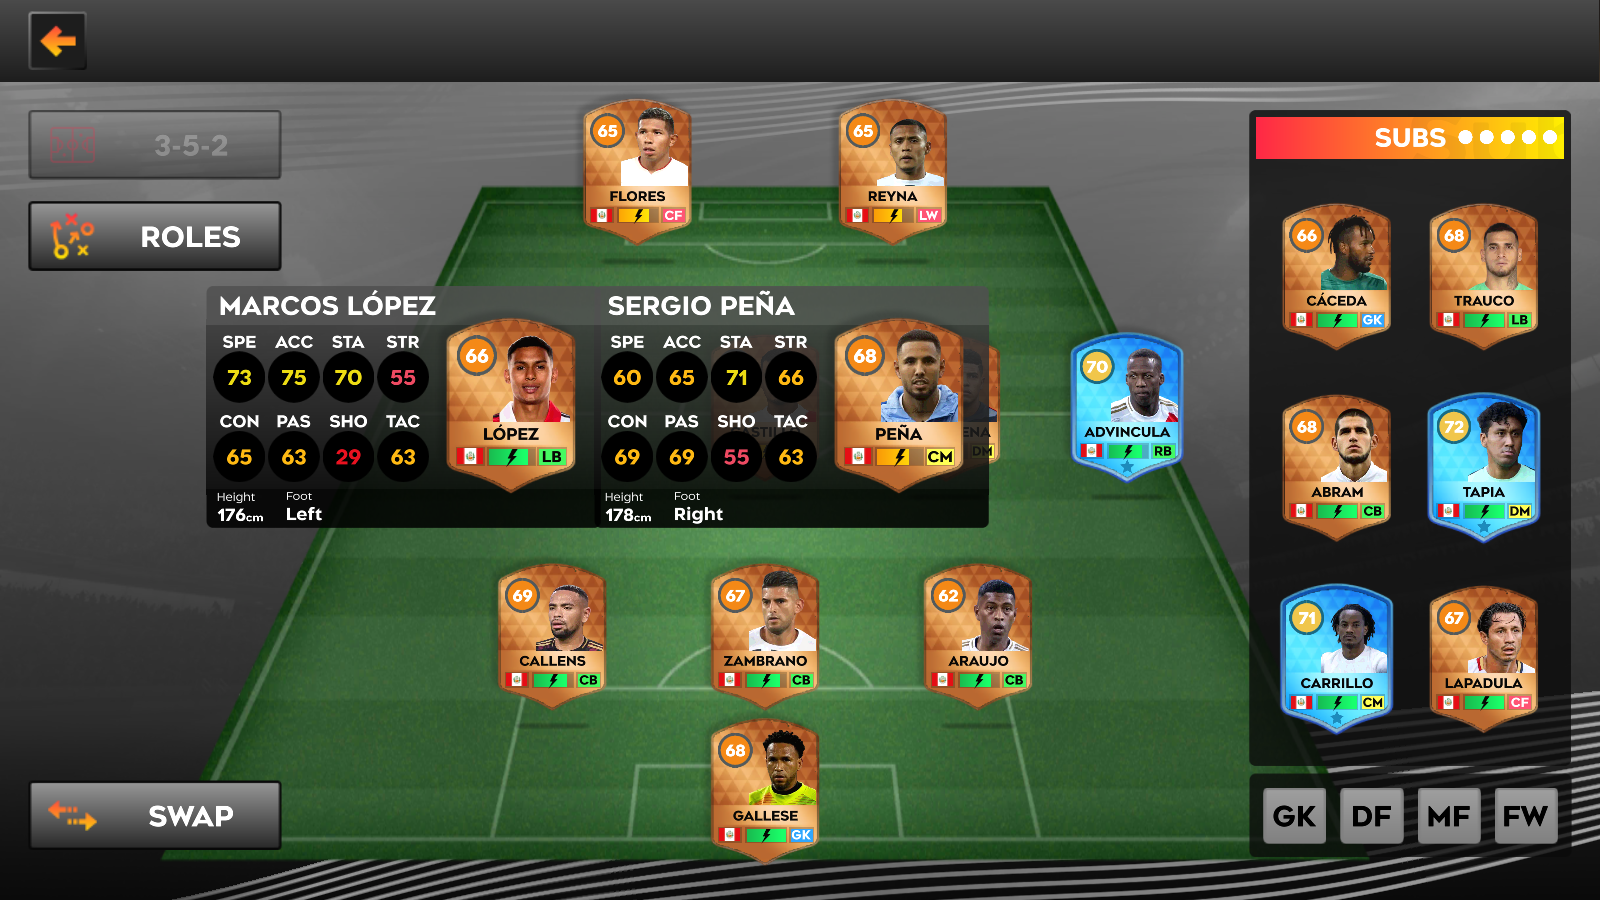 3-5-2
ROLES
SWAP
65
FLORES
CF
65
REYNA
LW
MARCOS LÓPEZ
SPE ACC STA STR
73 75 70 55
CON PAS SHO TAC
65 63 29 63
Height Foot
176cm Left
66
LÓPEZ
LB
SERGIO PEÑA
SPE ACC STA STR
60 65 71 66
CON PAS SHO TAC
69 69 55 63
Height Foot
178cm Right
68
PEÑA
CM
DM
70
ADVINCULA
RB
69
CALLENS
CB
67
ZAMBRANO
CB
62
ARAUJO
CB
68
GALLESE
GK
SUBS
66
CÁCEDA
GK
68
TRAUCO
LB
68
ABRAM
CB
72
TAPIA
DM
71
CARRILLO
CM
67
LAPADULA
CF
GK DF MF FW